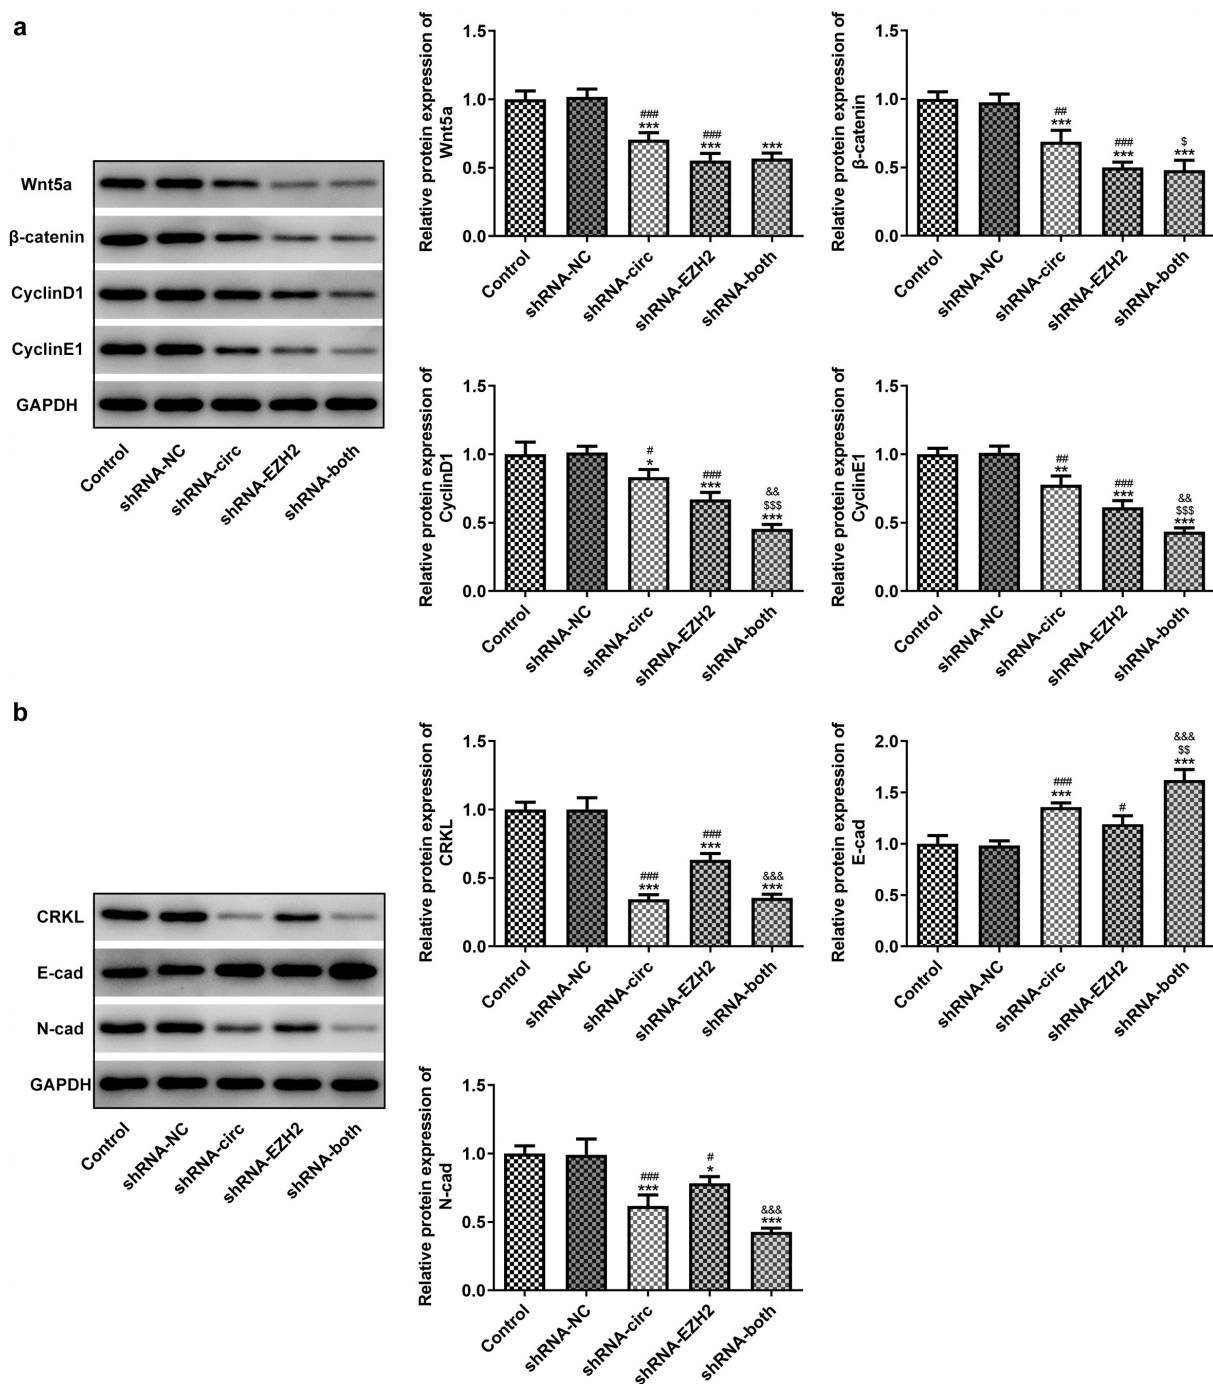 a
Wnt5a
β-catenin
CyclinD1
CyclinE1
GAPDH
Control
shRNA-NC
shRNA-circ
shRNA-EZH2
shRNA-both
Relative protein expression of
Wnt5a
1.5
1.0
0.5
0.0
###
***
###
***
***
Control
shRNA-NC
shRNA-circ
shRNA-EZH2
shRNA-both
Relative protein expression of
β-catenin
1.5
1.0
0.5
0.0
##
***
###
***
$
***
Control
shRNA-NC
shRNA-circ
shRNA-EZH2
shRNA-both
Relative protein expression of
CyclinD1
1.5
1.0
0.5
0.0
#
*
###
***
&&
$$$
***
Control
shRNA-NC
shRNA-circ
shRNA-EZH2
shRNA-both
Relative protein expression of
CyclinE1
1.5
1.0
0.5
0.0
##
**
###
***
&&
$$$
***
Control
shRNA-NC
shRNA-circ
shRNA-EZH2
shRNA-both
b
CRKL
E-cad
N-cad
GAPDH
Control
shRNA-NC
shRNA-circ
shRNA-EZH2
shRNA-both
Relative protein expression of
CRKL
1.5
1.0
0.5
0.0
###
***
###
***
&&&
***
Control
shRNA-NC
shRNA-circ
shRNA-EZH2
shRNA-both
Relative protein expression of
E-cad
2.0
1.5
1.0
0.5
0.0
###
***
#
&&&
$$
***
Control
shRNA-NC
shRNA-circ
shRNA-EZH2
shRNA-both
Relative protein expression of
N-cad
1.5
1.0
0.5
0.0
###
***
#
*
&&&
***
Control
shRNA-NC
shRNA-circ
shRNA-EZH2
shRNA-both